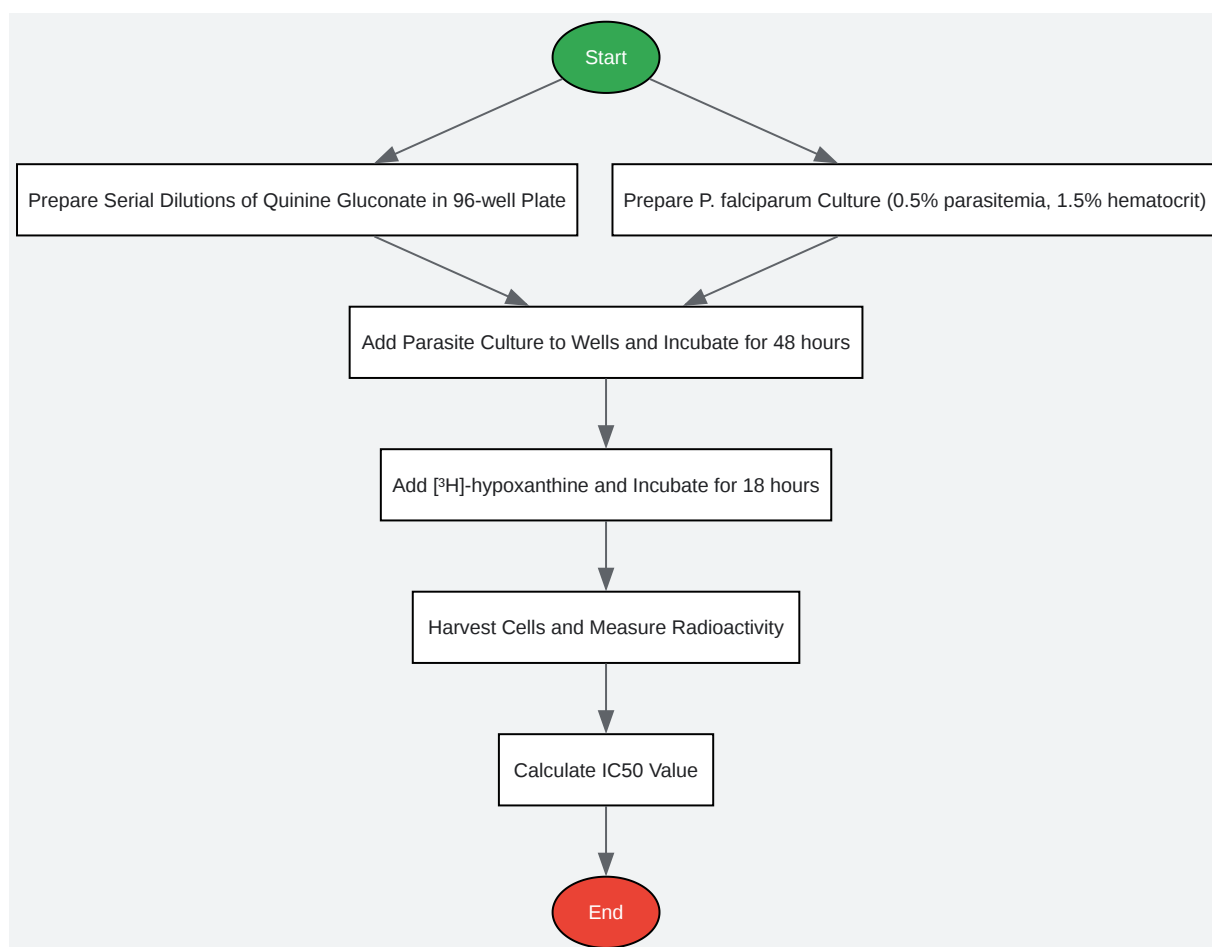 Start
Prepare Serial Dilutions of Quinine Gluconate in 96-well Plate
Prepare P. falciparum Culture (0.5% parasitemia, 1.5% hematocrit)
Add Parasite Culture to Wells and Incubate for 48 hours
Add [³H]-hypoxanthine and Incubate for 18 hours
Harvest Cells and Measure Radioactivity
Calculate IC50 Value
End